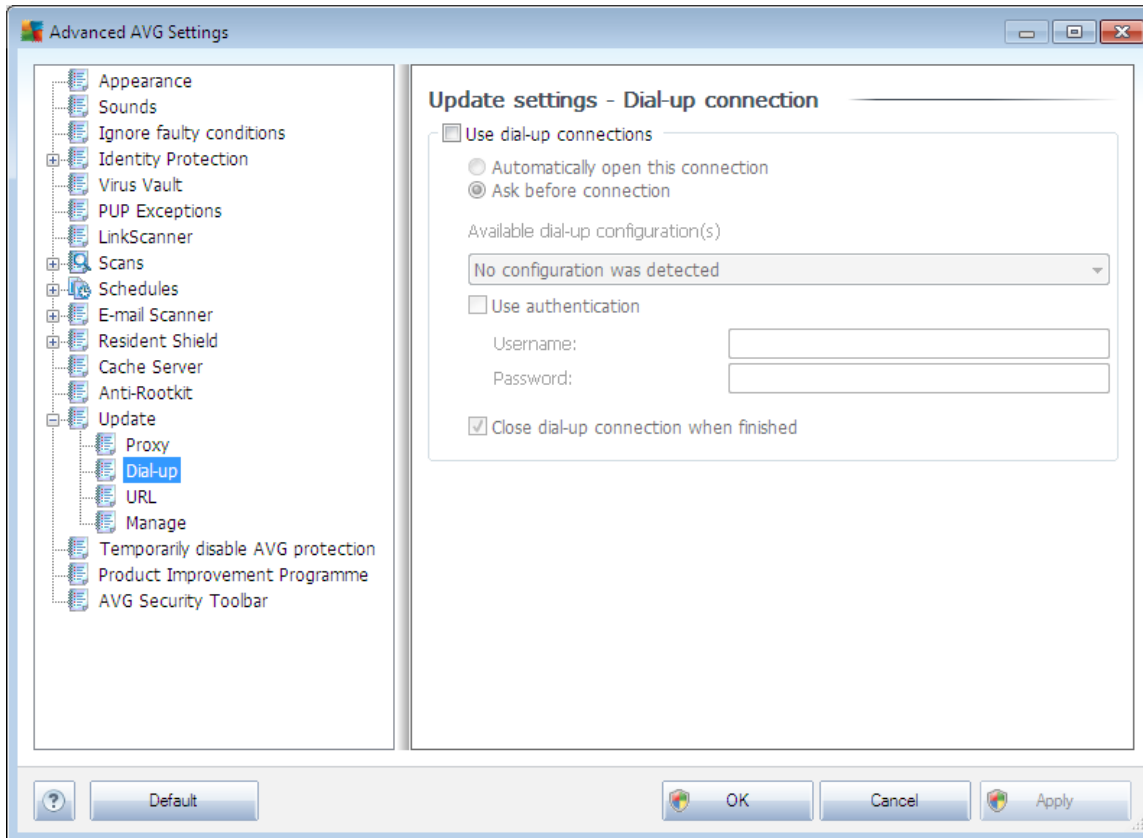 Advanced AVG Settings
Appearance
Sounds
Ignore faulty conditions
Identity Protection
Virus Vault
PUP Exceptions
LinkScanner
Scans
Schedules
E-mail Scanner
Resident Shield
Cache Server
Anti-Rootkit
Update
Proxy
Dial-up
URL
Manage
Temporarily disable AVG protection
Product Improvement Programme
AVG Security Toolbar
Update settings - Dial-up connection
Use dial-up connections
Automatically open this connection
Ask before connection
Available dial-up configuration(s)
No configuration was detected
Use authentication
Username:
Password:
Close dial-up connection when finished
? Default OK Cancel Apply